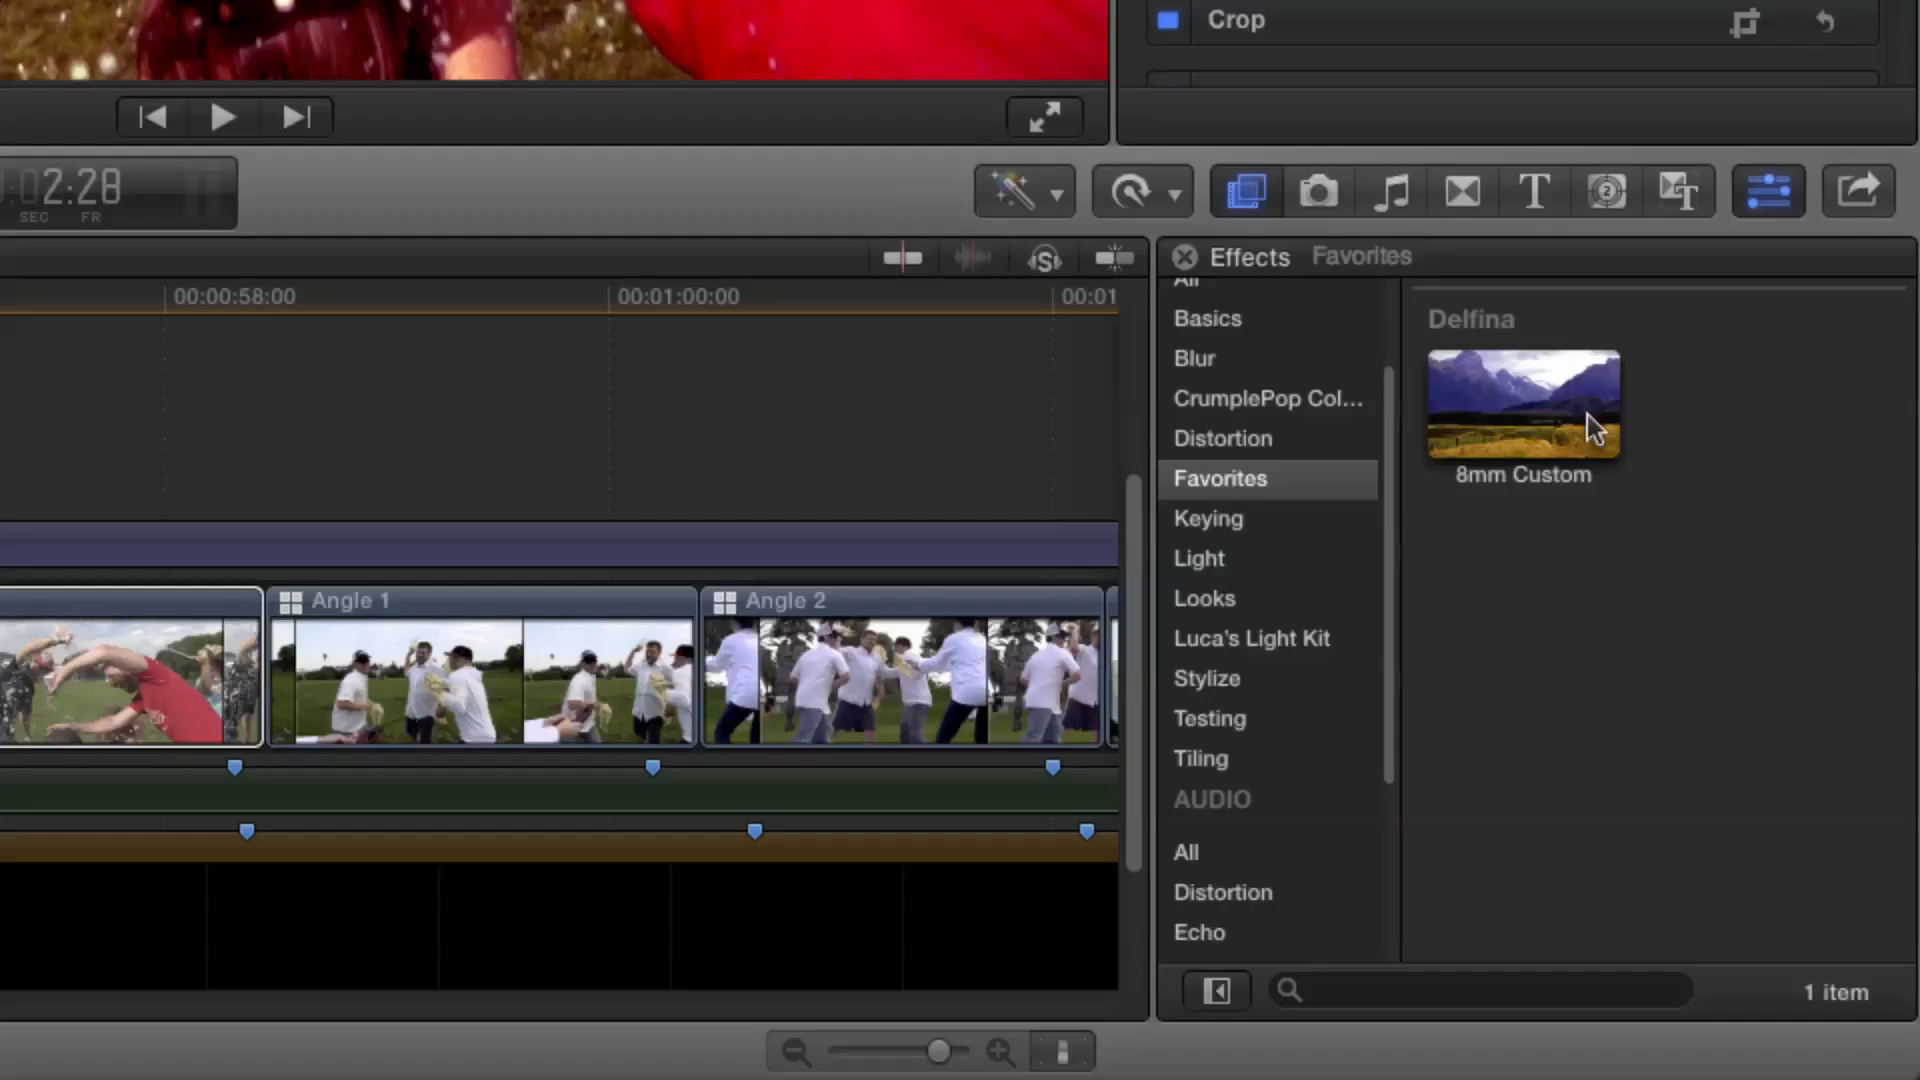 Crop
:02:28
SEC FR
Effects Favorites
00:00:58:00 00:01:00:00 00:01
All
Basics
Blur
CrumplePop Col...
Distortion
Favorites
Keying
Light
Looks
Luca's Light Kit
Stylize
Testing
Tiling
AUDIO
All
Distortion
Echo
Delfina
8mm Custom
Angle 1
Angle 2
1 item